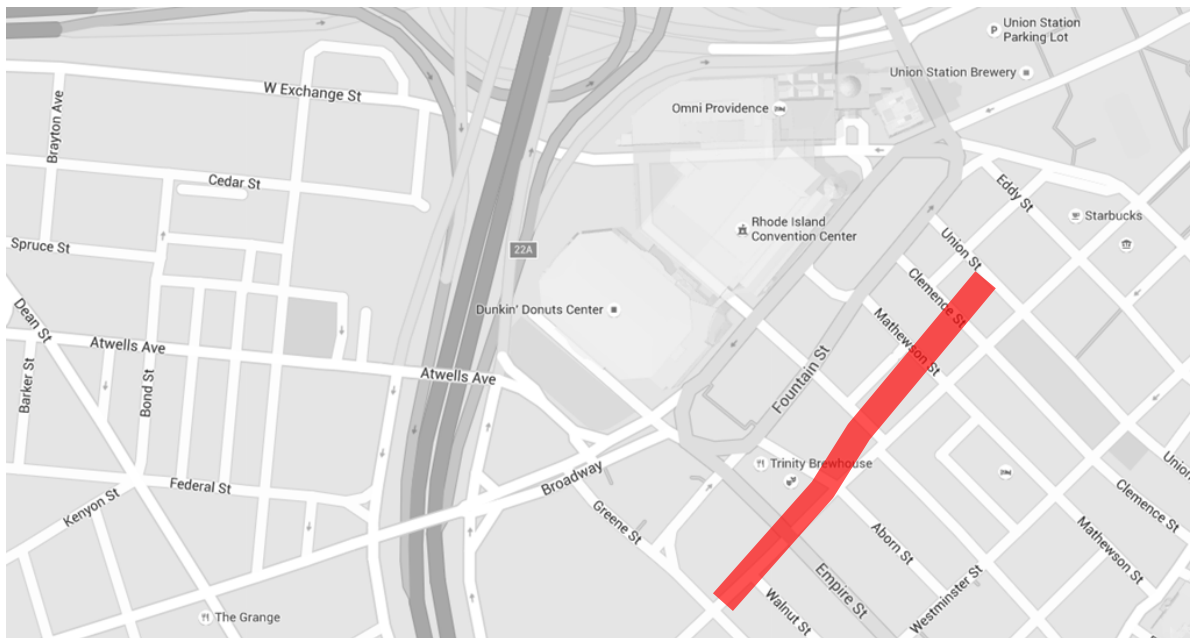 Union Station
Parking Lot
Union Station Brewery
W Exchange St
Omni Providence
Brayton Ave
Cedar St
Eddy St
Starbucks
Rhode Island
Convention Center
Spruce St
22A
Union St
Clemence St
Dunkin' Donuts Center
Mathewson St
Dean St
Atwells Ave
Atwells Ave
Barker St
Bond St
Fountain St
Trinity Brewhouse
Broadway
Federal St
Kenyon St
Greene St
Union
Clemence St
Mathewson St
Aborn St
Empire St
Westminster St
Walnut St
The Grange
P